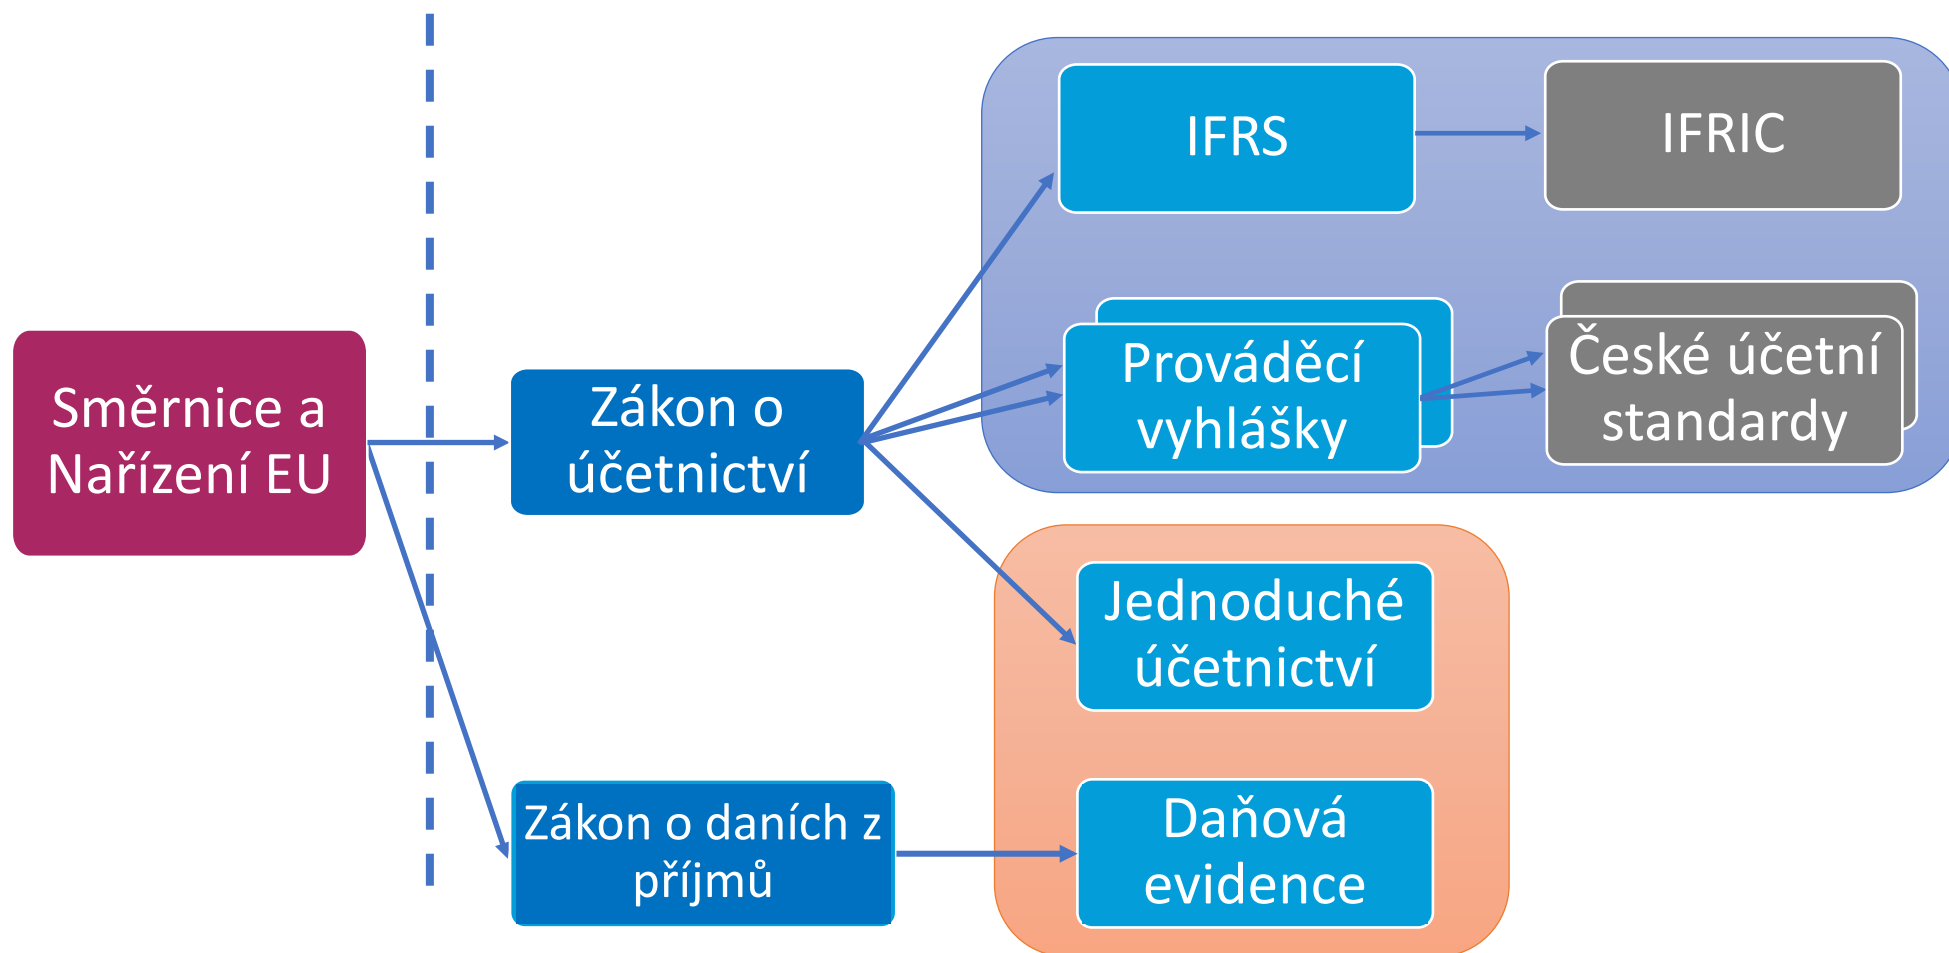 Směrnice a
Nařízení EU
Zákon o
účetnictví
Zákon o daních z
příjmů
IFRS
IFRIC
Prováděcí
vyhlášky
České účetní
standardy
Jednoduché
účetnictví
Daňová
evidence